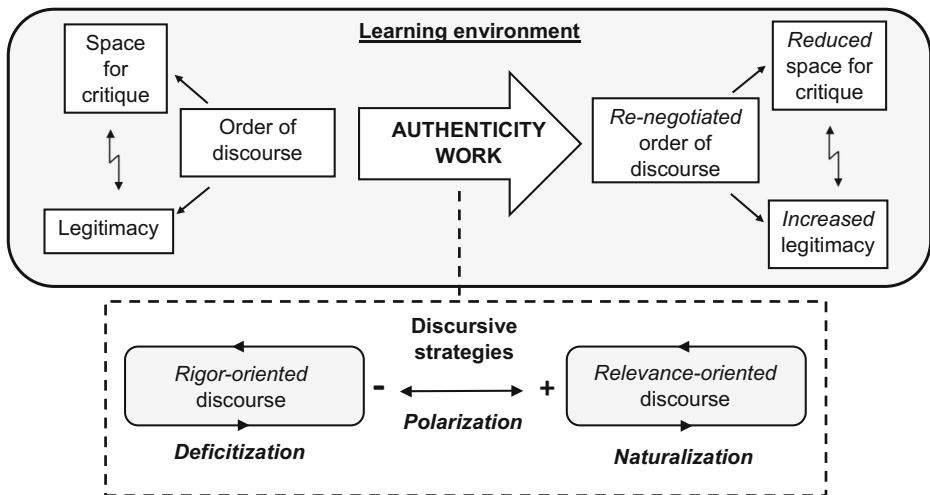 Learning environment
Space
for
critique
Order of
discourse
Legitimacy
AUTHENTICITY
WORK
Re-negotiated
order of
discourse
Reduced
space for
critique
Increased
legitimacy
Discursive
strategies
Rigor-oriented
discourse
-
+
Relevance-oriented
discourse
Polarization
Deficitization
Naturalization